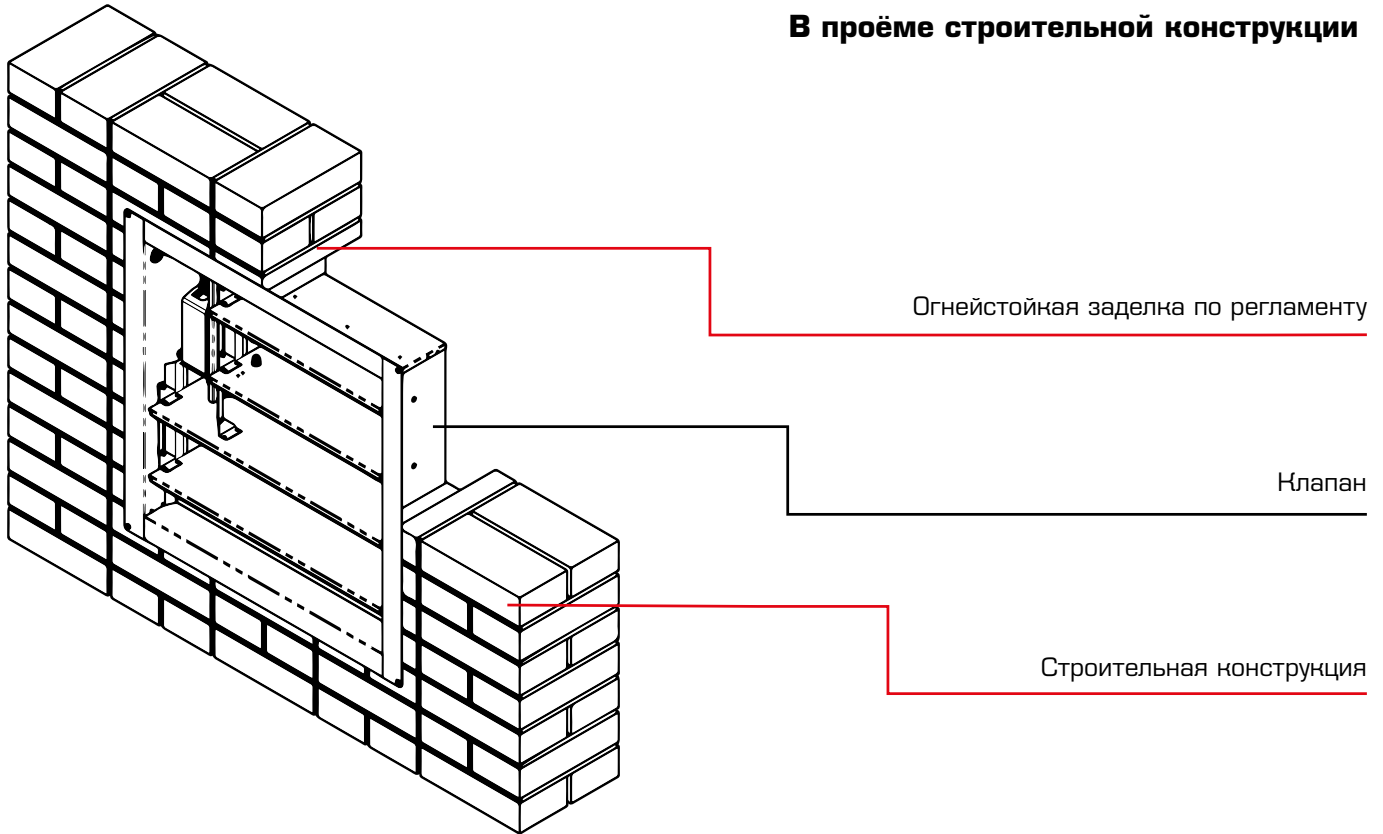 В проёме строительной конструкции
Огнейстойкая заделка по регламенту
Клапан
Строительная конструкция